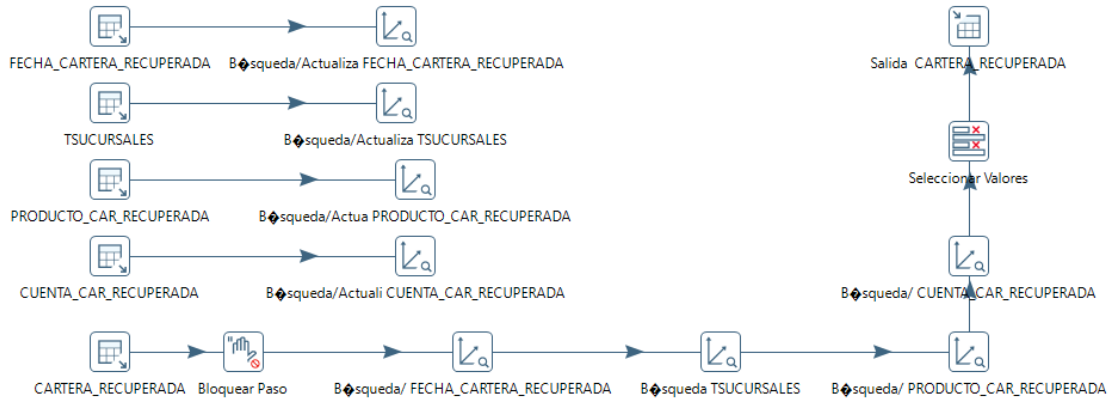 FECHA_CARTERA_RECUPERADA
B�squeda/Actualiza FECHA_CARTERA_RECUPERADA
Salida CARTERA_RECUPERADA
TSUCURSALES
B�squeda/Actualiza TSUCURSALES
Seleccionar Valores
PRODUCTO_CAR_RECUPERADA
B�squeda/Actua PRODUCTO_CAR_RECUPERADA
CUENTA_CAR_RECUPERADA
B�squeda/Actuali CUENTA_CAR_RECUPERADA
B�squeda/ CUENTA_CAR_RECUPERADA
CARTERA_RECUPERADA
Bloquear Paso
B�squeda/ FECHA_CARTERA_RECUPERADA
B�squeda TSUCURSALES
B�squeda/ PRODUCTO_CAR_RECUPERADA